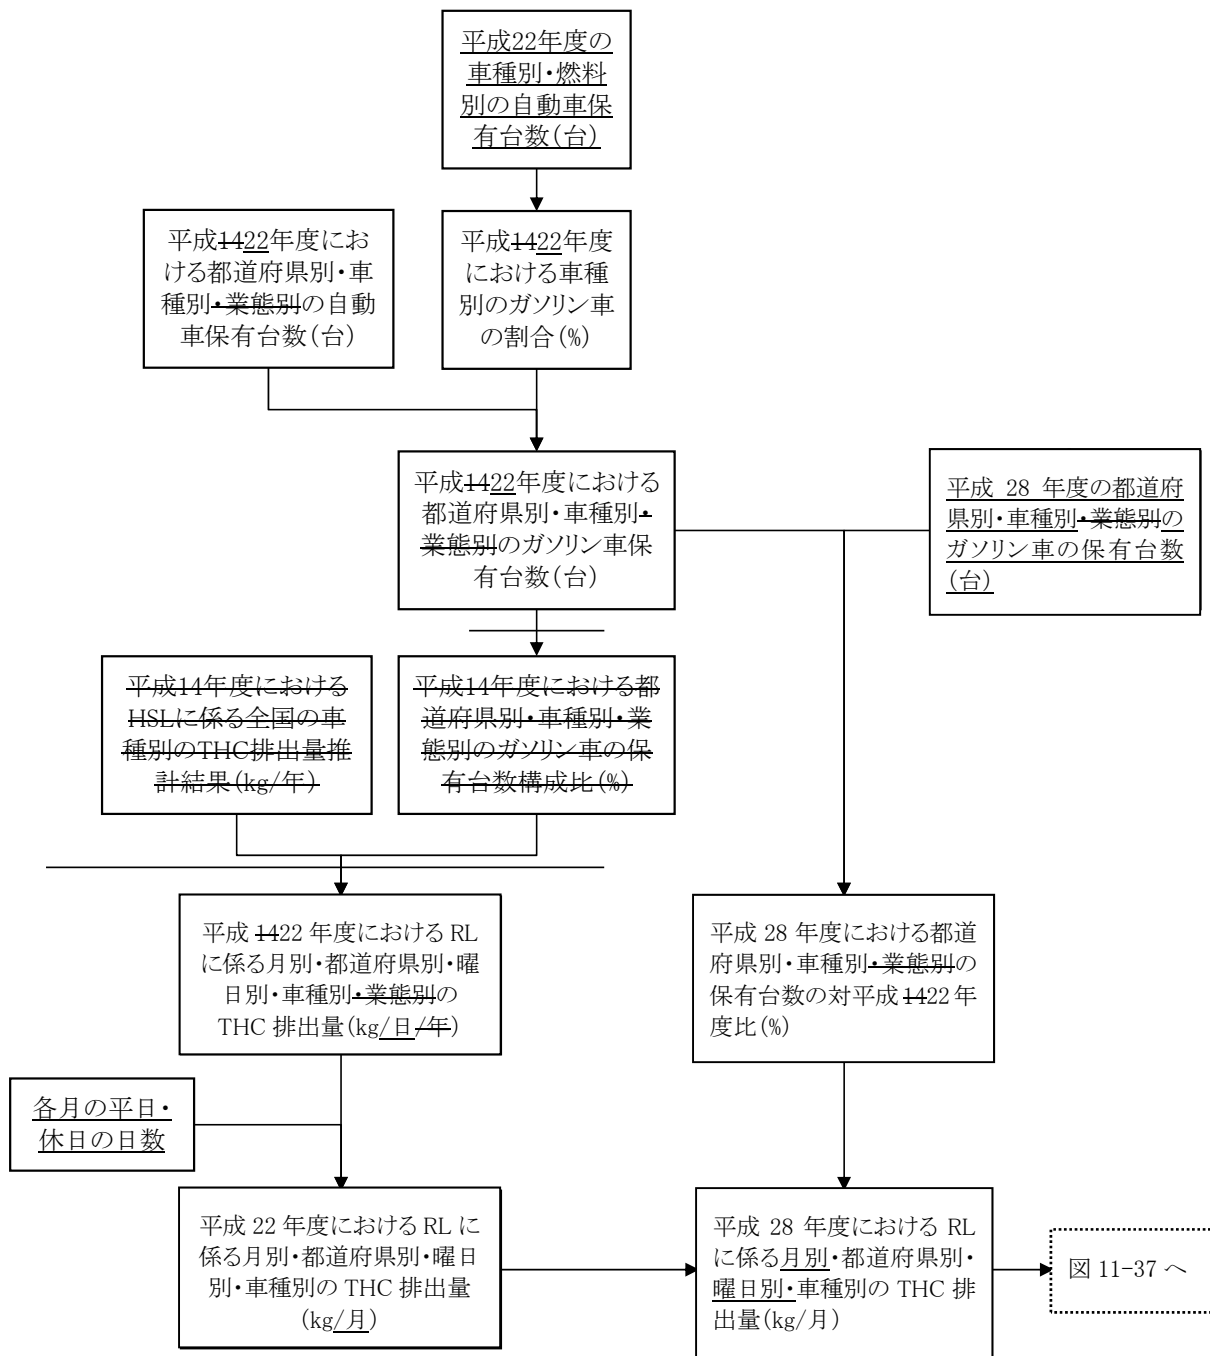 平成22年度の
車種別・燃料
別の自動車保
有台数(台)
平成1422年度にお
ける都道府県別・車
種別・業態別の自動
車保有台数(台)
平成1422年度
における車種
別のガソリン車
の割合(%)
平成1422年度における
都道府県別・車種別・
業態別のガソリン車保
有台数(台)
平成 28 年度の都道府
県別・車種別・業態別の
ガソリン車の保有台数
(台)
平成14年度における
HSLに係る全国の車
種別のTHC排出量推
計結果(kg/年)
平成14年度における都
道府県別・車種別・業
態別のガソリン車の保
有台数構成比(%)
平成 1422 年度における RL
に係る月別・都道府県別・曜
日別・車種別・業態別の
THC 排出量(kg/日/年)
平成 28 年度における都道
府県別・車種別・業態別の
保有台数の対平成 1422 年
度比(%)
各月の平日・
休日の日数
平成 22 年度における RL に
係る月別・都道府県別・曜日
別・車種別の THC 排出量
(kg/月)
平成 28 年度における RL
に係る月別・都道府県別・
曜日別・車種別の THC 排
出量(kg/月)
図 11-37 へ